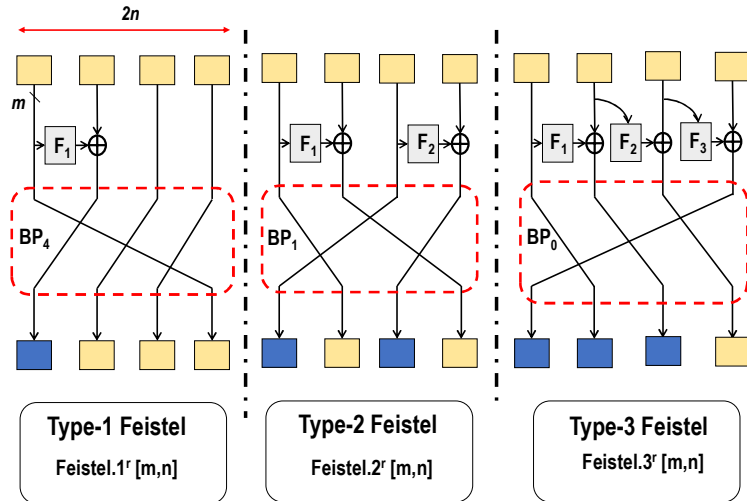 2n
m
F1
F1
F2
F1
F2
F3
BP4
BP1
BP0
Type-1 Feistel
Feistel.1r [m,n]
Type-2 Feistel
Feistel.2r [m,n]
Type-3 Feistel
Feistel.3r [m,n]